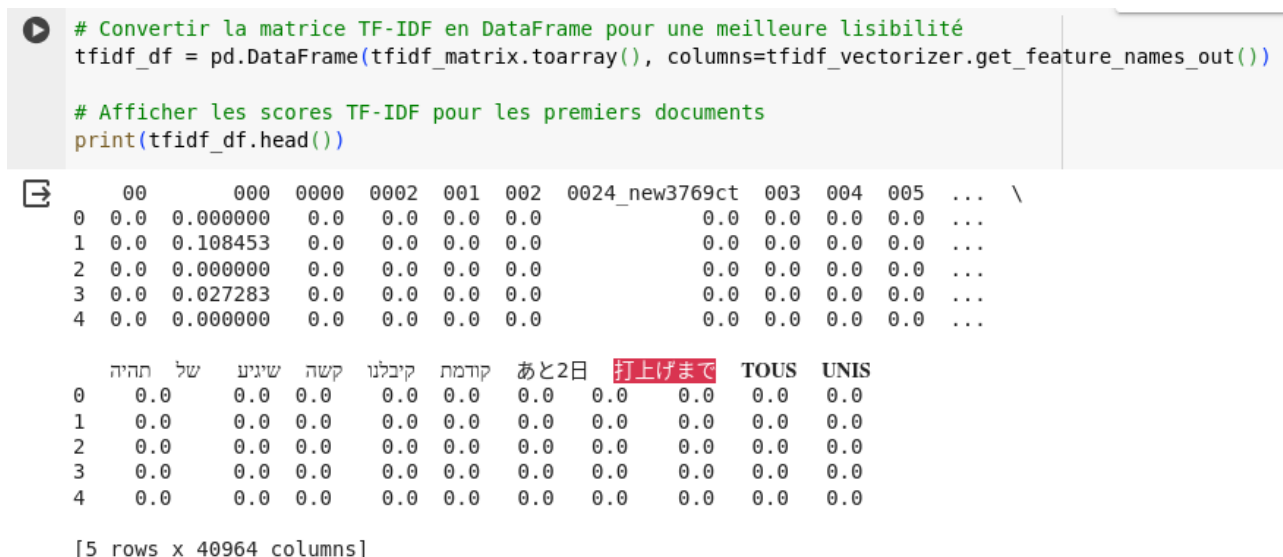 # Convertir la matrice TF-IDF en DataFrame pour une meilleure lisibilité
tfidf_df = pd.DataFrame(tfidf_matrix.toarray(), columns=tfidf_vectorizer.get_feature_names_out())
# Afficher les scores TF-IDF pour les premiers documents
print(tfidf_df.head())
00 000 0000 0002 001 002 0024_new3769ct 003 004 005 ... \
0 0.0 0.000000 0.0 0.0 0.0 0.0 0.0 0.0 0.0 0.0 ...
1 0.0 0.108453 0.0 0.0 0.0 0.0 0.0 0.0 0.0 0.0 ...
2 0.0 0.000000 0.0 0.0 0.0 0.0 0.0 0.0 0.0 0.0 ...
3 0.0 0.027283 0.0 0.0 0.0 0.0 0.0 0.0 0.0 0.0 ...
4 0.0 0.000000 0.0 0.0 0.0 0.0 0.0 0.0 0.0 0.0 ...
קודמת קיבלנו קשה שיגיע של תהיה あと2日 打上げまで 𝐓𝐎𝐔𝐒 𝐔𝐍𝐈𝐒
0 0.0 0.0 0.0 0.0 0.0 0.0 0.0 0.0 0.0 0.0
1 0.0 0.0 0.0 0.0 0.0 0.0 0.0 0.0 0.0 0.0
2 0.0 0.0 0.0 0.0 0.0 0.0 0.0 0.0 0.0 0.0
3 0.0 0.0 0.0 0.0 0.0 0.0 0.0 0.0 0.0 0.0
4 0.0 0.0 0.0 0.0 0.0 0.0 0.0 0.0 0.0 0.0
[5 rows x 40964 columns]